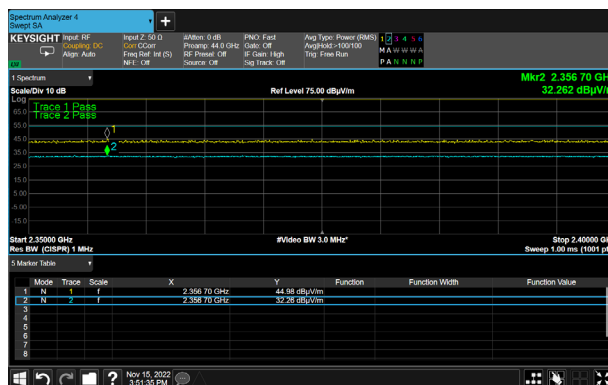 Spectrum Analyzer 4
Swept SA
KEYSIGHT
Input: RF
Coupling: DC
Align: Auto
Input Z: 50 Ω
Corr CCorr
Freq Ref: Int (S)
NFE: Off
#Atten: 0 dB
Preamp: 44.0 GHz
RF Presel: Off
Source: Off
PNO: Fast
Gate: Off
IF Gain: High
Sig Track: Off
Avg Type: Power (RMS)
Avg|Hold:>100/100
Trig: Free Run
1 2 3 4 5 6
M A W W W A
P A N N N P
1 Spectrum
Scale/Div 10 dB
Ref Level 75.00 dBµV/m
Mkr2 2.356 70 GH
32.262 dBµV/
Log
Trace 1 Pass
Trace 2 Pass
65.0
55.0
45.0
35.0
25.0
15.0
5.00
1
2
Start 2.35000 GHz
#Video BW 3.0 MHz*
Stop 2.40000 G
Res BW (CISPR) 1 MHz
Sweep 1.00 ms (1001 pt
5 Marker Table
Mode Trace Scale X Y Function Function Width Function Value
1 N 1 f 2.356 70 GHz 44.98 dBµV/m
2 N 2 f 2.356 70 GHz 32.26 dBµV/m
3
4
5
6
7
8
?
Nov 15, 2022
3:51:35 PM